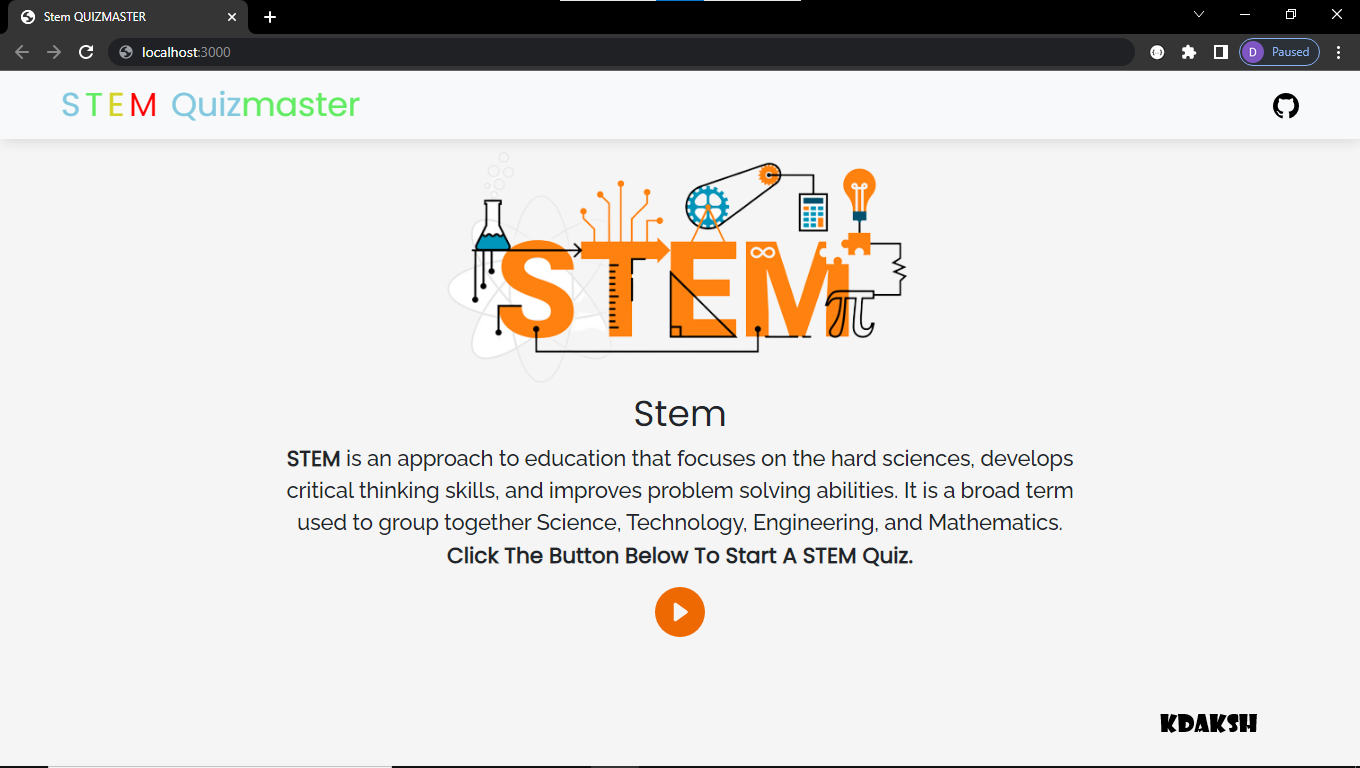 Stem QUIZMASTER
localhost:3000
D Paused
STEM Quizmaster
STEM
∞
π
Stem
STEM is an approach to education that focuses on the hard sciences, develops
critical thinking skills, and improves problem solving abilities. It is a broad term
used to group together Science, Technology, Engineering, and Mathematics.
Click The Button Below To Start A STEM Quiz.
KDAKSH